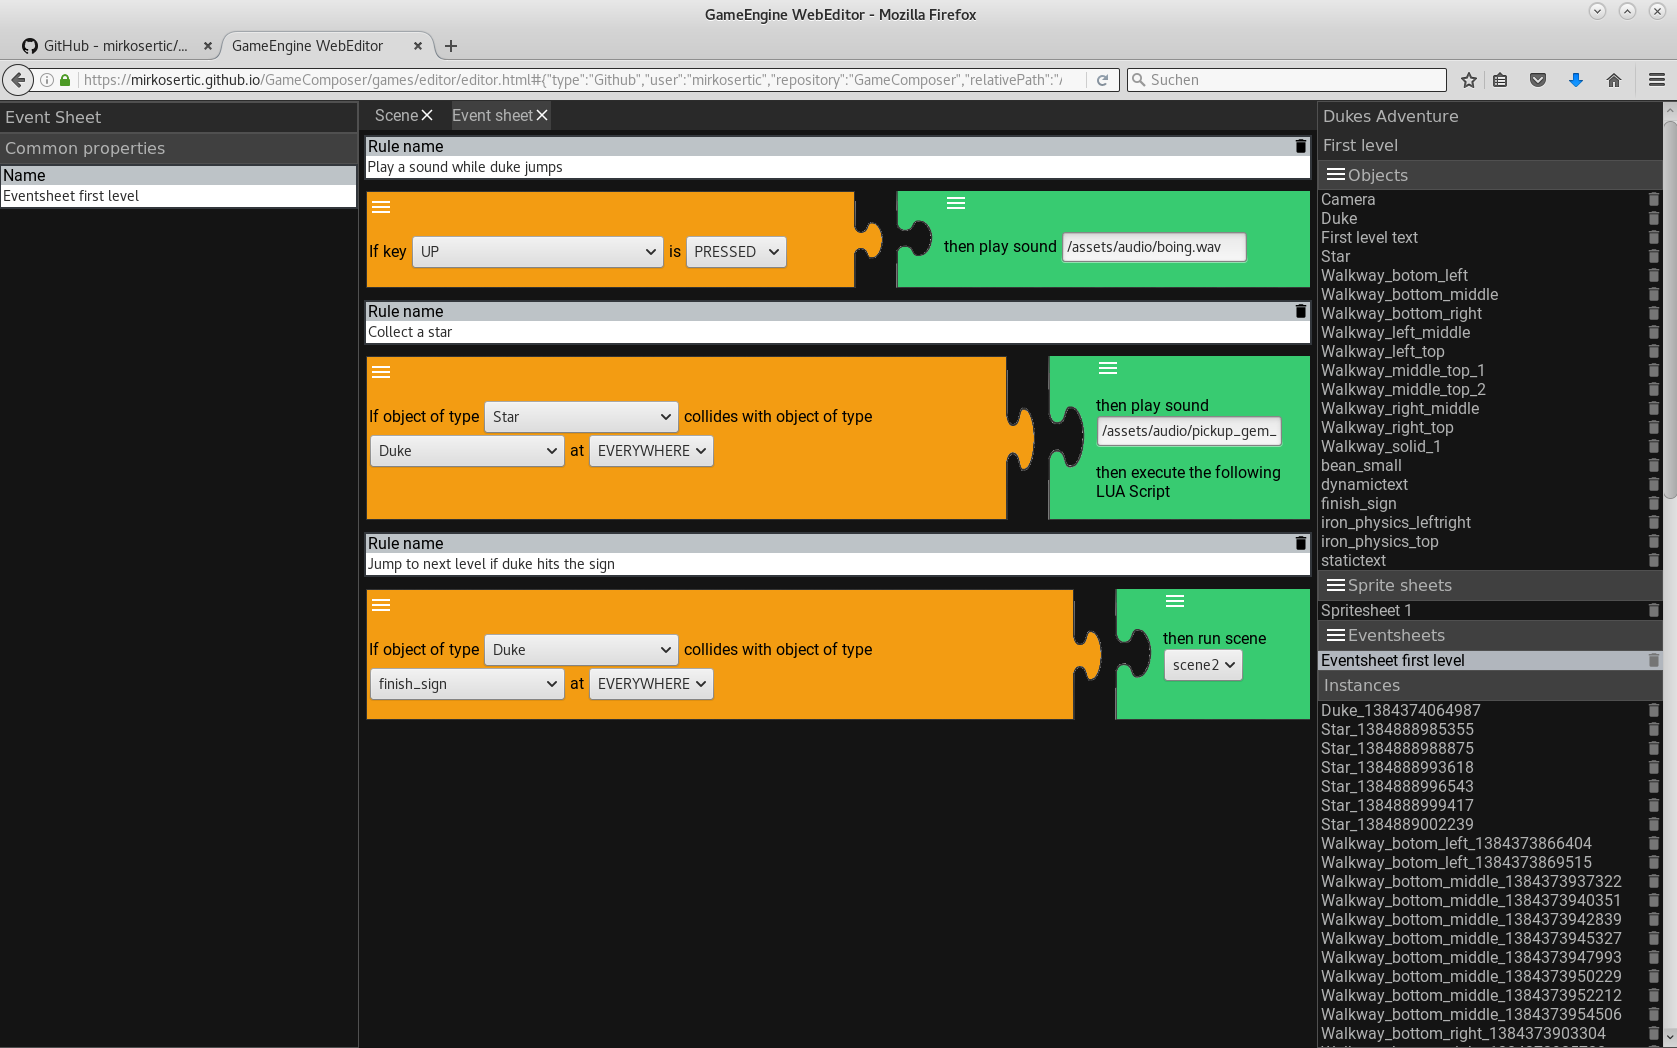 GameEngine WebEditor - Mozilla Firefox
GitHub - mirkosertic/...
GameEngine WebEditor
https://mirkosertic.github.io/GameComposer/games/editor/editor.html#{"type":"Github","user":"mirkosertic","repository":"GameComposer","relativePath":"/
Suchen
Event Sheet
Common properties
Name
Eventsheet first level
Scene
Event sheet
Rule name
Play a sound while duke jumps
If key UP is PRESSED
then play sound /assets/audio/boing.wav
Rule name
Collect a star
If object of type Star collides with object of type
Duke at EVERYWHERE
then play sound
/assets/audio/pickup_gem_
then execute the following
LUA Script
Rule name
Jump to next level if duke hits the sign
If object of type Duke collides with object of type
finish_sign at EVERYWHERE
then run scene
scene2
Dukes Adventure
First level
Objects
Camera
Duke
First level text
Star
Walkway_botom_left
Walkway_bottom_middle
Walkway_bottom_right
Walkway_left_middle
Walkway_left_top
Walkway_middle_top_1
Walkway_middle_top_2
Walkway_right_middle
Walkway_right_top
Walkway_solid_1
bean_small
dynamictext
finish_sign
iron_physics_leftright
iron_physics_top
statictext
Sprite sheets
Spritesheet 1
Eventsheets
Eventsheet first level
Instances
Duke_1384374064987
Star_1384888985355
Star_1384888988875
Star_1384888993618
Star_1384888996543
Star_1384888999417
Star_1384889002239
Walkway_botom_left_1384373866404
Walkway_botom_left_1384373869515
Walkway_bottom_middle_1384373937322
Walkway_bottom_middle_1384373940351
Walkway_bottom_middle_1384373942839
Walkway_bottom_middle_1384373945327
Walkway_bottom_middle_1384373947993
Walkway_bottom_middle_1384373950229
Walkway_bottom_middle_1384373952212
Walkway_bottom_middle_1384373954506
Walkway_bottom_right_1384373903304